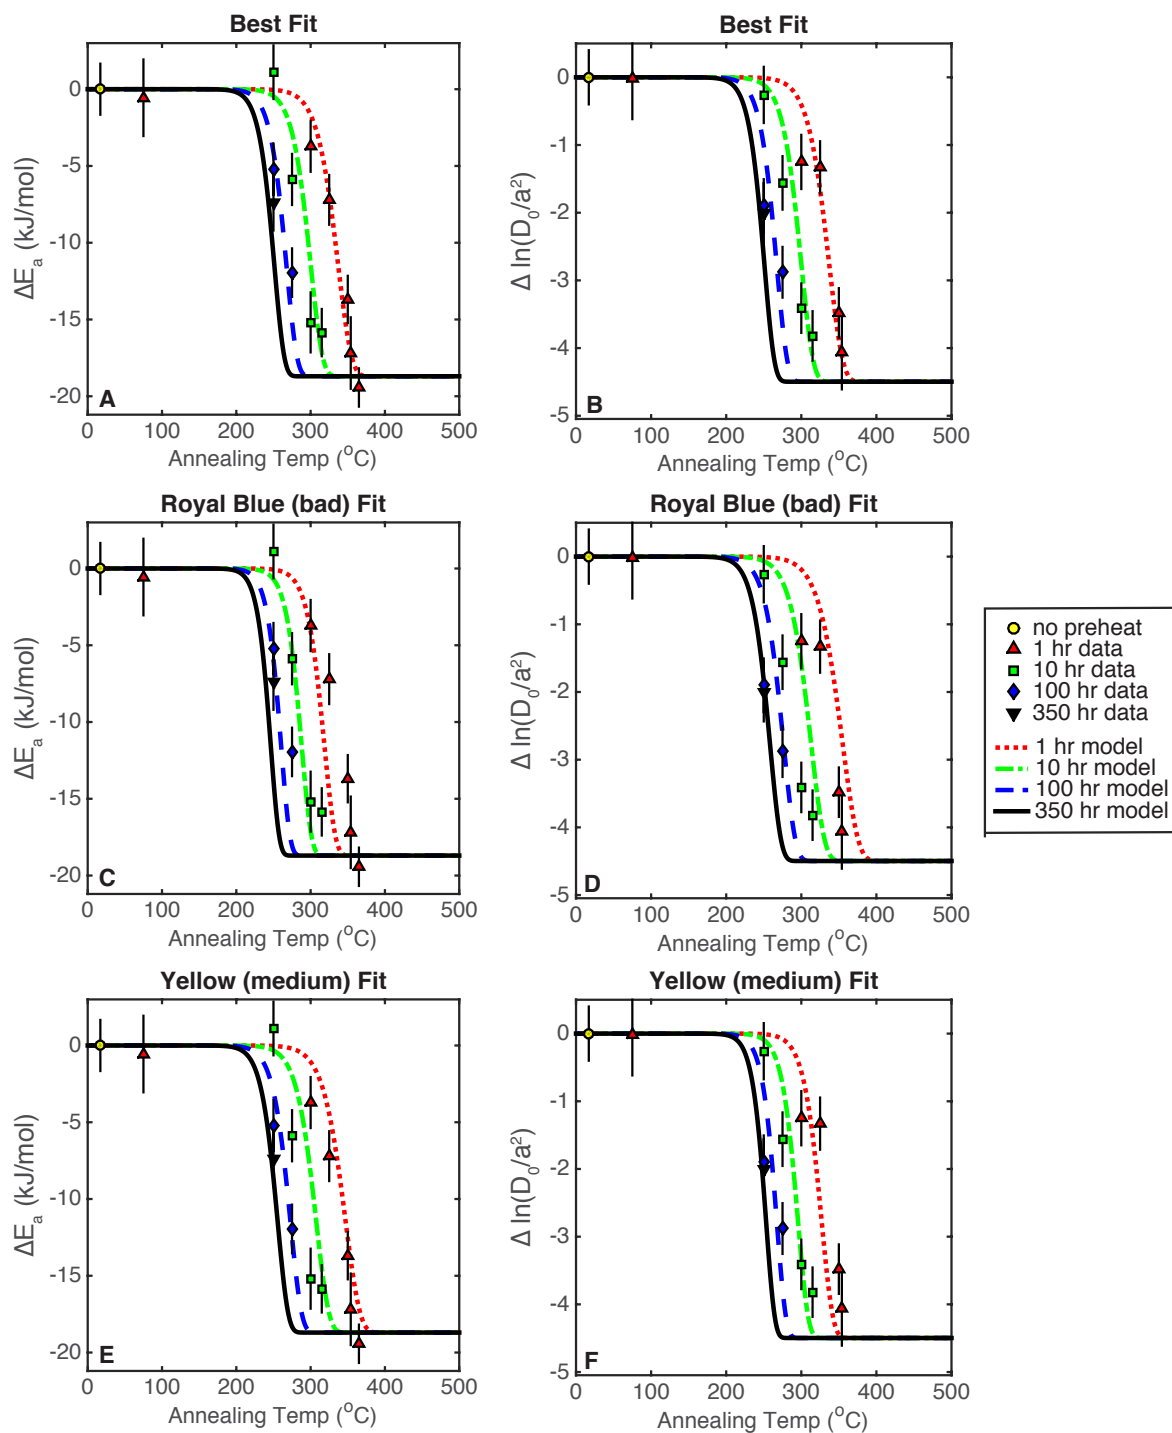 Best Fit
0
-5
-10
-15
-20
ΔE_a (kJ/mol)
A
0 100 200 300 400 500
Annealing Temp (°C)
Best Fit
0
-1
-2
-3
-4
-5
Δ ln(D_0/a²)
B
0 100 200 300 400 500
Annealing Temp (°C)
Royal Blue (bad) Fit
0
-5
-10
-15
-20
ΔE_a (kJ/mol)
C
0 100 200 300 400 500
Annealing Temp (°C)
Royal Blue (bad) Fit
0
-1
-2
-3
-4
-5
Δ ln(D_0/a²)
D
0 100 200 300 400 500
Annealing Temp (°C)
no preheat
1 hr data
10 hr data
100 hr data
350 hr data
1 hr model
10 hr model
100 hr model
350 hr model
Yellow (medium) Fit
0
-5
-10
-15
-20
ΔE_a (kJ/mol)
E
0 100 200 300 400 500
Annealing Temp (°C)
Yellow (medium) Fit
0
-1
-2
-3
-4
-5
Δ ln(D_0/a²)
F
0 100 200 300 400 500
Annealing Temp (°C)